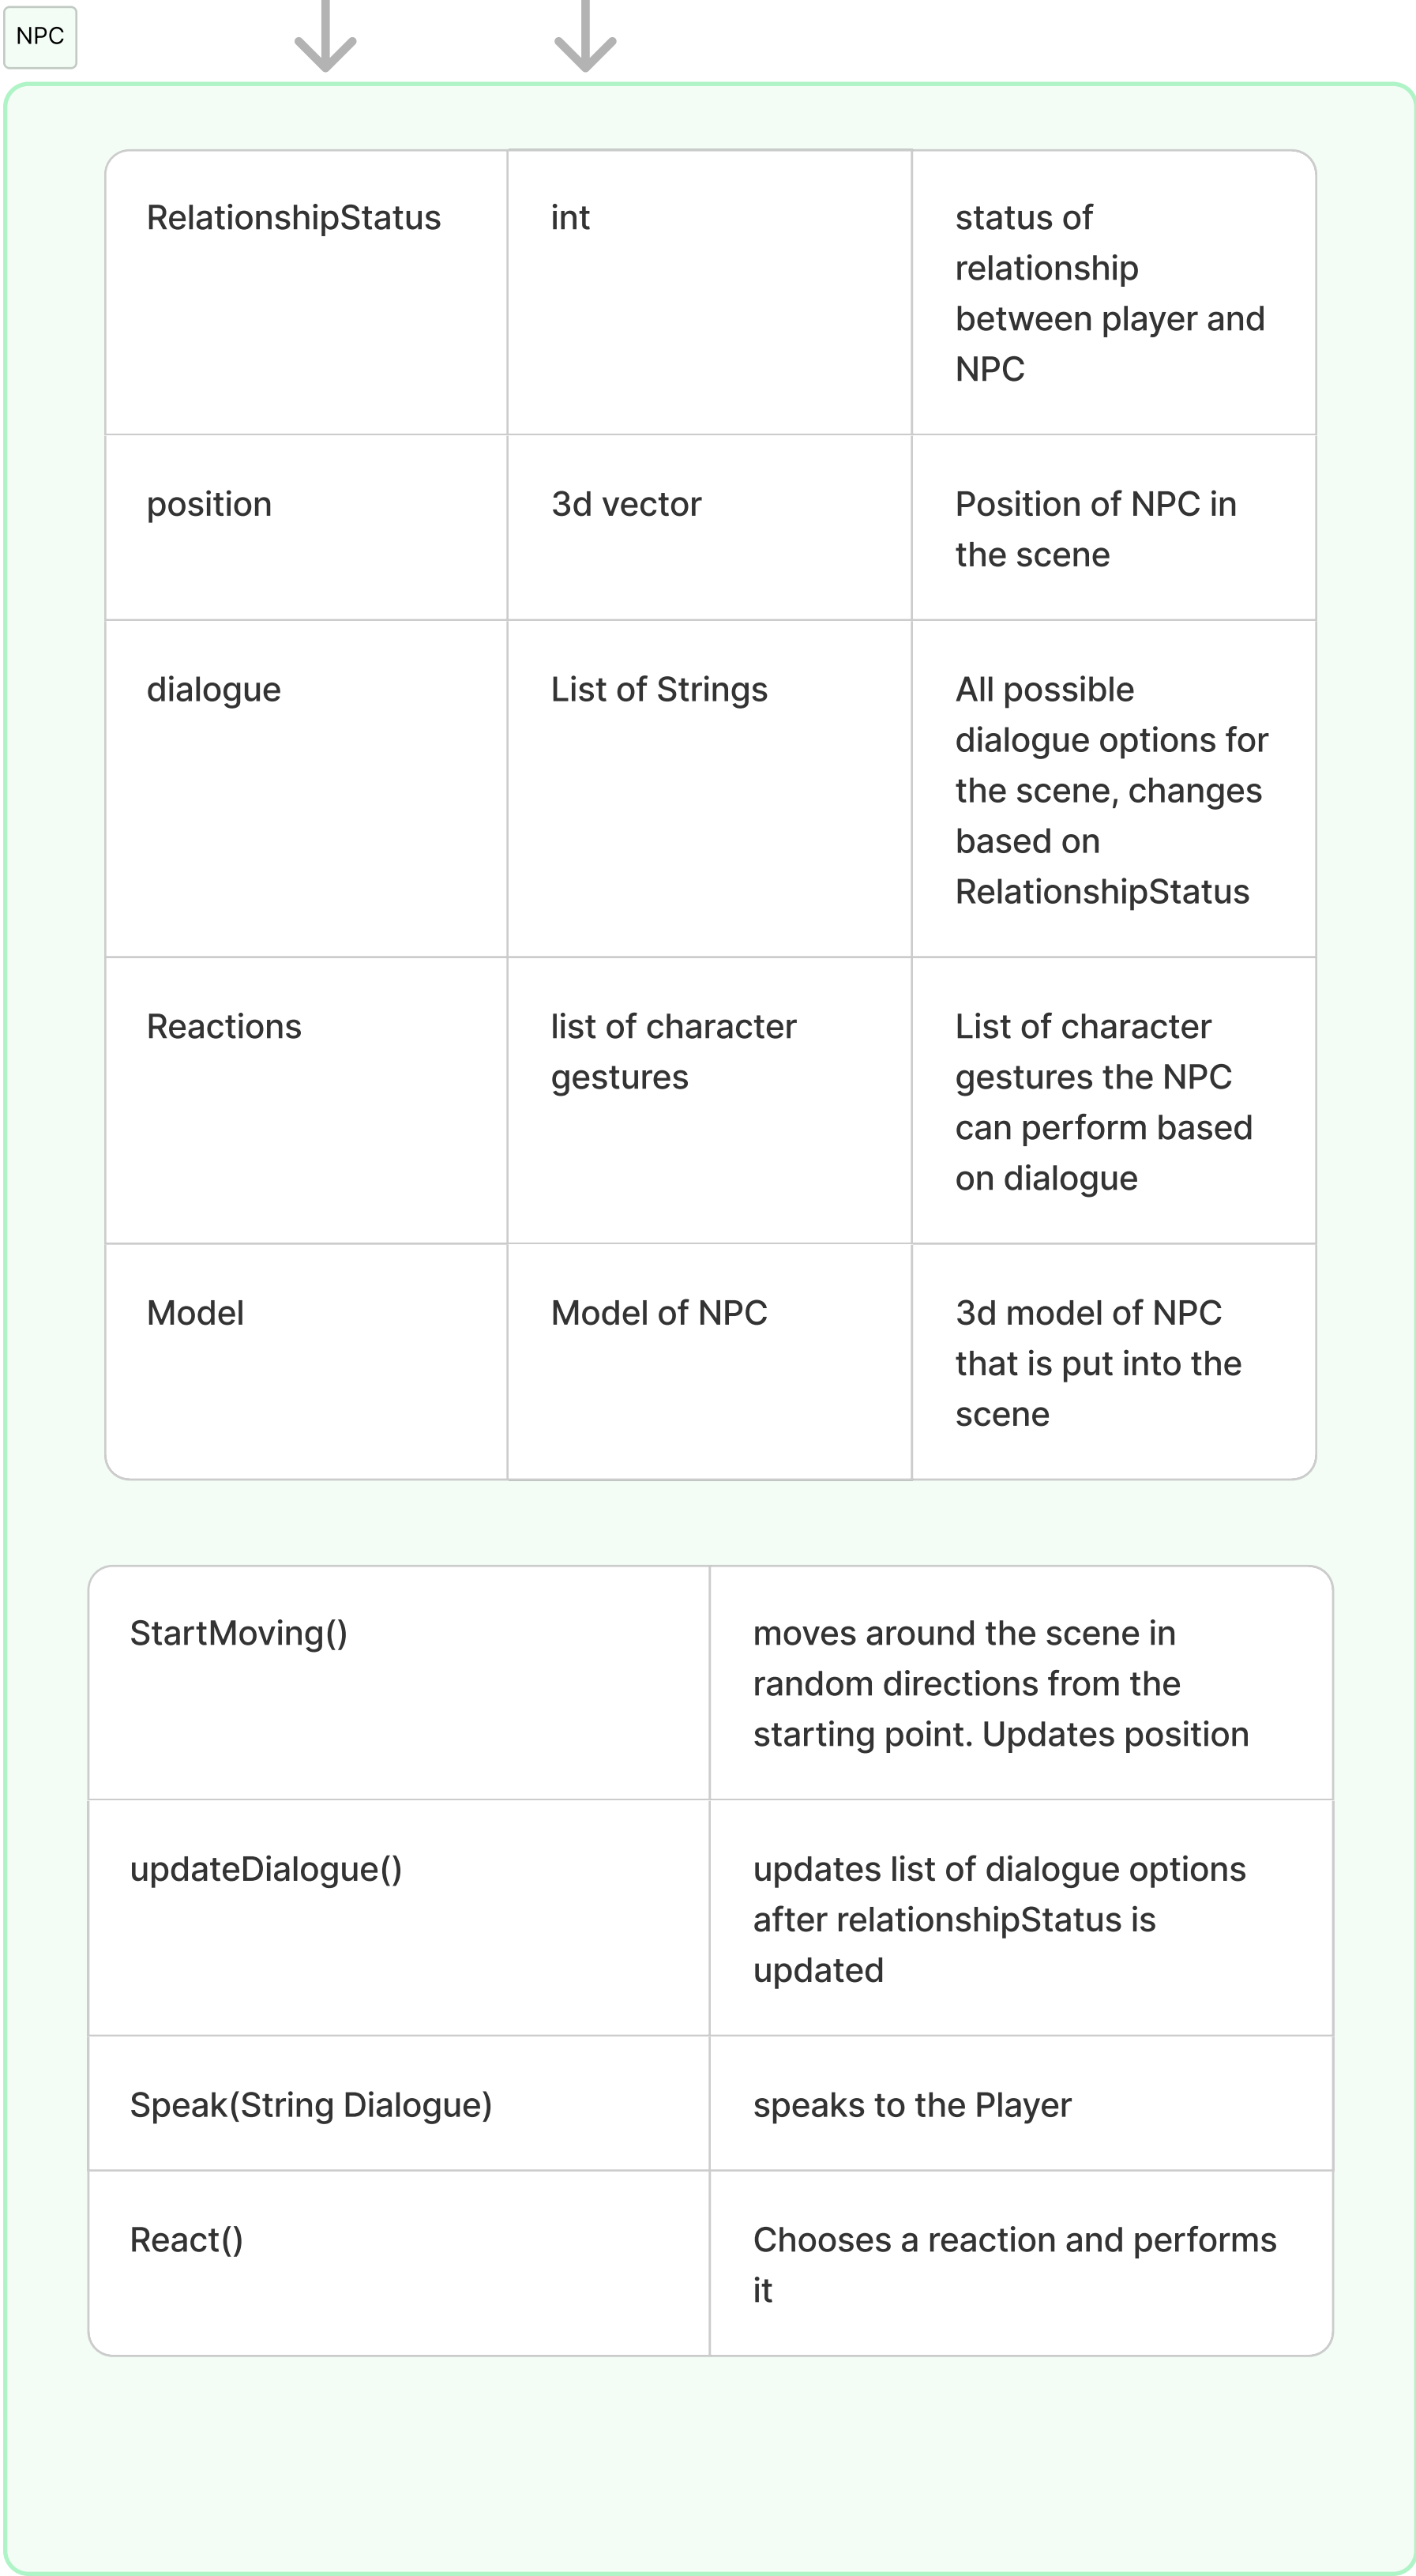 NPC
RelationshipStatus
int
status of
relationship
between player and
NPC
position
3d vector
Position of NPC in
the scene
dialogue
List of Strings
All possible
dialogue options for
the scene, changes
based on
RelationshipStatus
Reactions
list of character
gestures
List of character
gestures the NPC
can perform based
on dialogue
Model
Model of NPC
3d model of NPC
that is put into the
scene
StartMoving()
moves around the scene in
random directions from the
starting point. Updates position
updateDialogue()
updates list of dialogue options
after relationshipStatus is
updated
Speak(String Dialogue)
speaks to the Player
React()
Chooses a reaction and performs
it